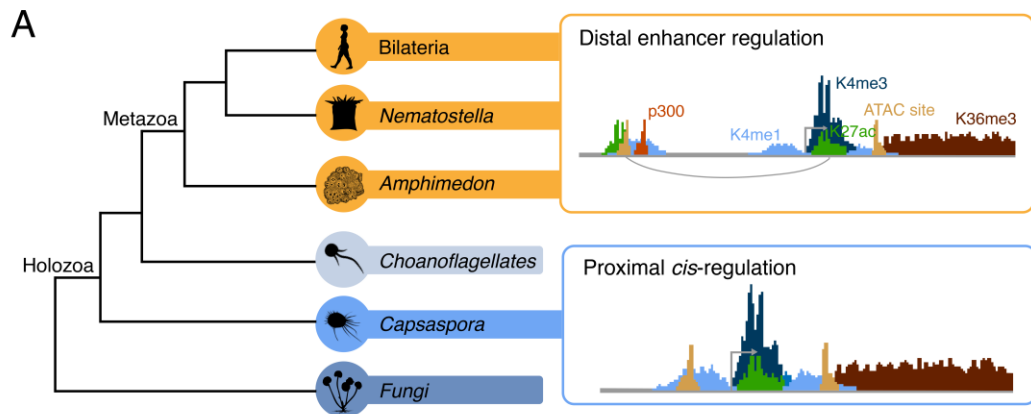 A
Bilateria
Distal enhancer regulation
K4me3
p300
ATAC site
K36me3
Metazoa
Nematostella
K4me1
K27ac
Amphimedon
Holozoa
Choanoflagellates
Proximal cis-regulation
Capsaspora
Fungi